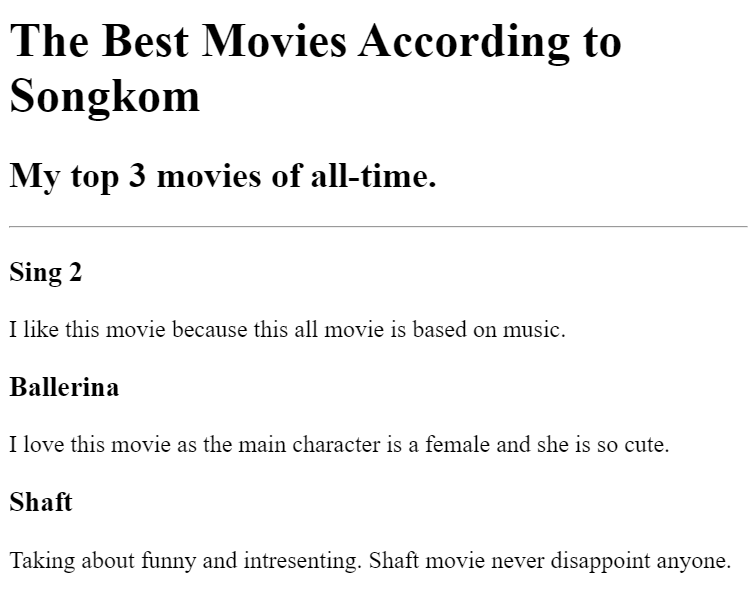 The Best Movies According to
Songkom
My top 3 movies of all-time.
Sing 2
I like this movie because this all movie is based on music.
Ballerina
I love this movie as the main character is a female and she is so cute.
Shaft
Taking about funny and intresenting. Shaft movie never disappoint anyone.